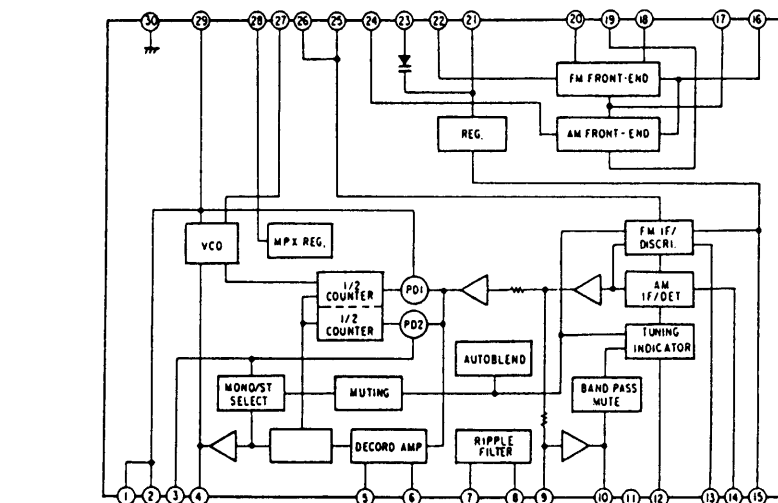 30 29 28 27 26 25 24 23 22 21 20 19 18 17 16
FM FRONT-END
REG.
AM FRONT-END
VCO
MPX REG.
FM IF/
DISCRI.
1/2
COUNTER
PD1
AM
IF/DET
1/2
COUNTER
PD2
TUNING
INDICATOR
AUTOBLEND
MONO/ST
SELECT
MUTING
BAND PASS
MUTE
DECORD AMP
RIPPLE
FILTER
1 2 3 4 5 6 7 8 9 10 11 12 13 14 15